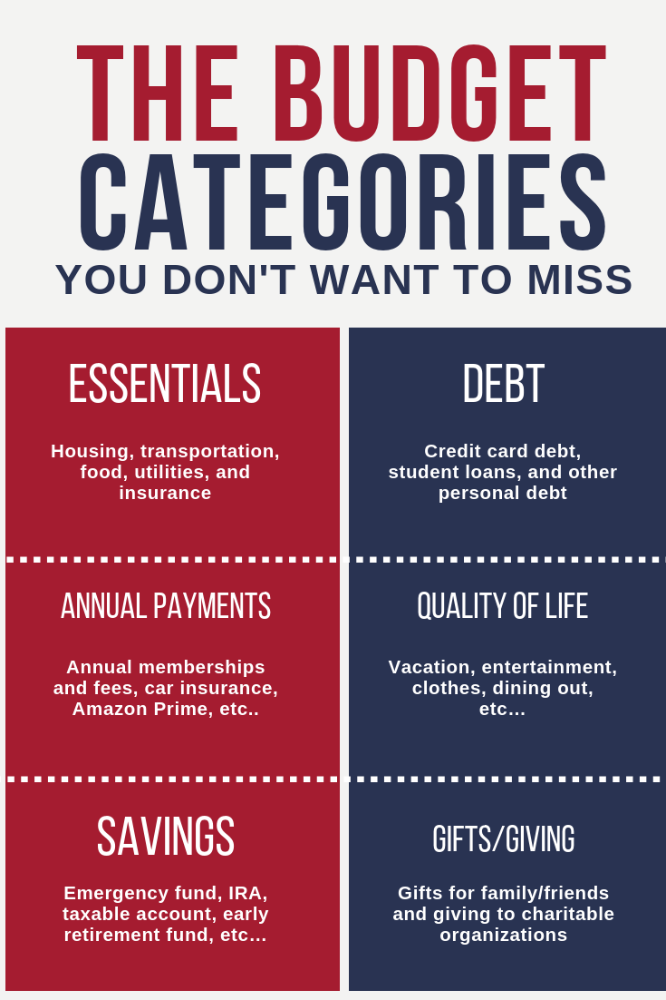 THE BUDGET
CATEGORIES
YOU DON'T WANT TO MISS
ESSENTIALS
Housing, transportation,
food, utilities, and
insurance
DEBT
Credit card debt,
student loans, and other
personal debt
ANNUAL PAYMENTS
Annual memberships
and fees, car insurance,
Amazon Prime, etc..
QUALITY OF LIFE
Vacation, entertainment,
clothes, dining out,
etc...
SAVINGS
Emergency fund, IRA,
taxable account, early
retirement fund, etc...
GIFTS/GIVING
Gifts for family/friends
and giving to charitable
organizations